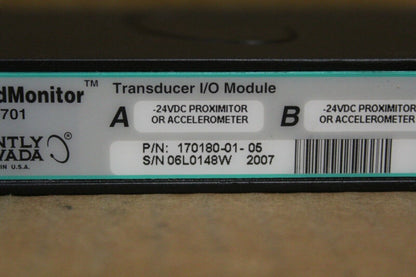 dMonitor™
701
Transducer I/O Module
A
-24VDC PROXIMITOR
OR ACCELEROMETER
B
-24VDC PROXIMITOR
OR ACCELEROMETER
NTLY
VADA
IN U.S.A.
P/N: 170180-01-05
S/N 06L0148W 2007